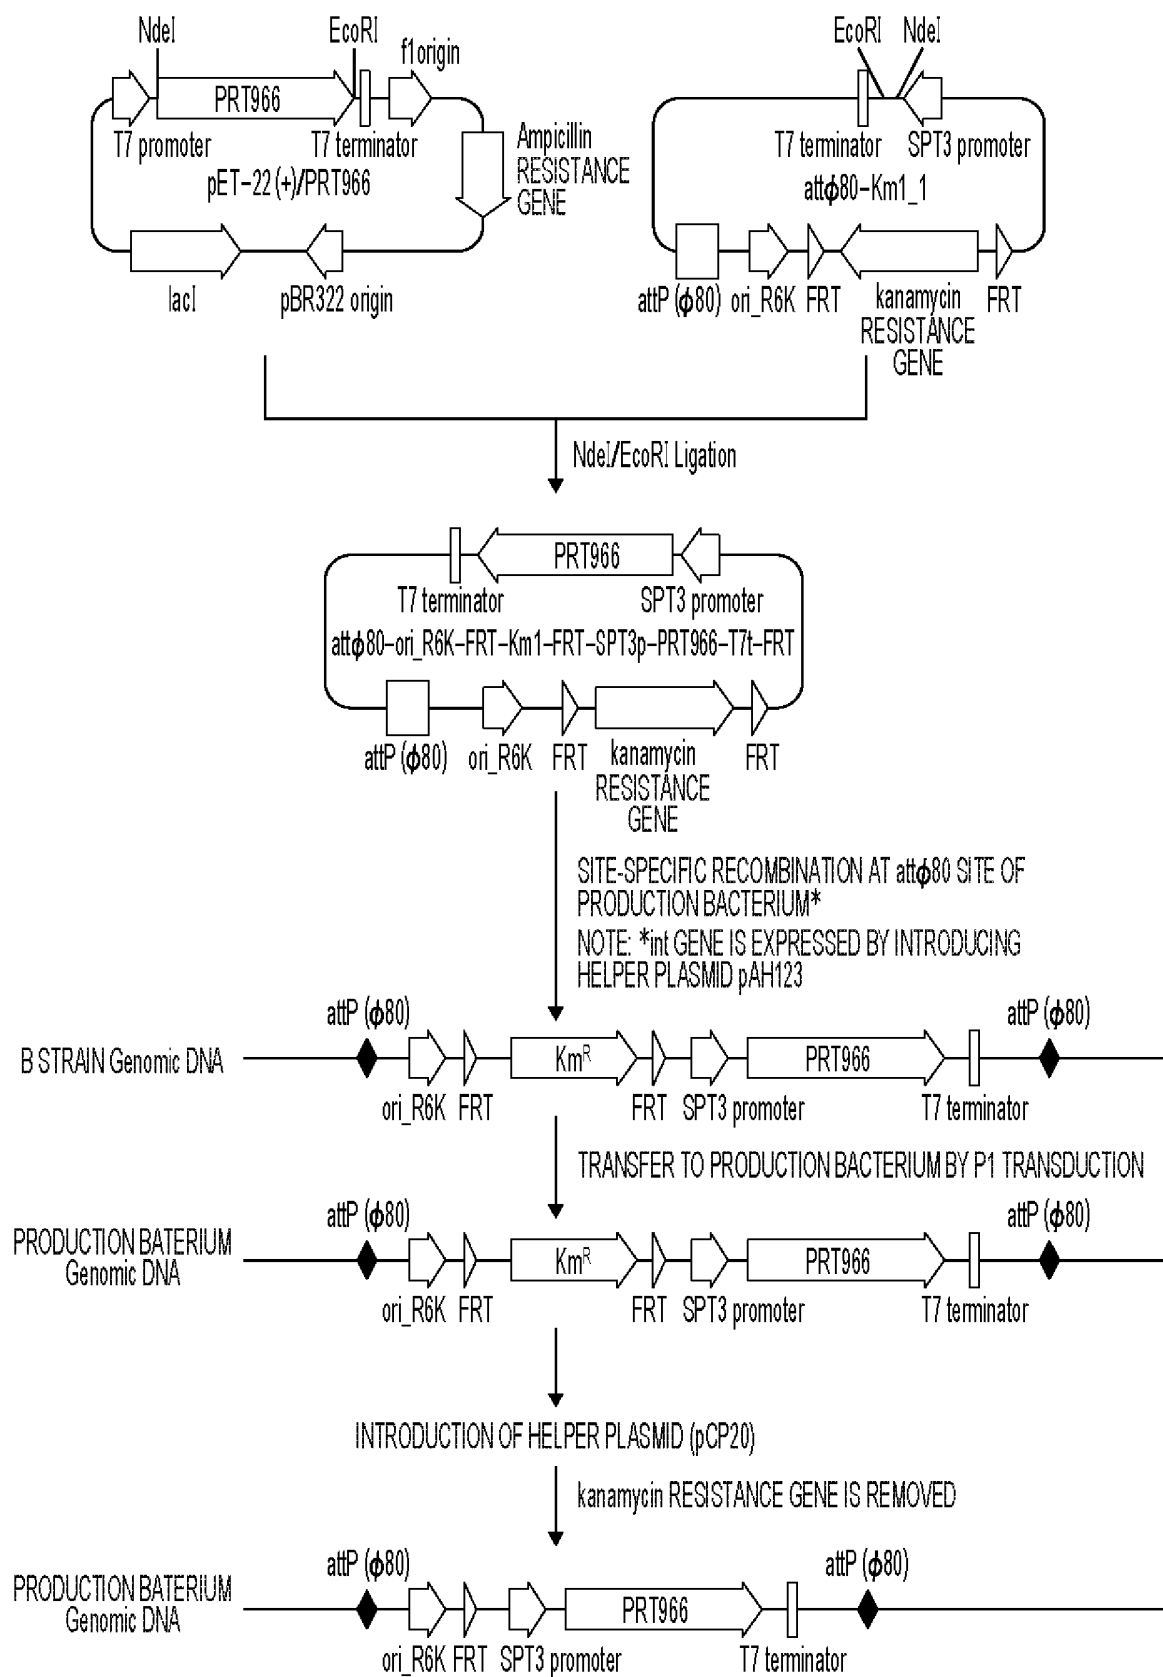 NdeI
EcoRI
f1origin
PRT966
T7 promoter
T7 terminator
pET-22(+)/PRT966
Ampicillin
RESISTANCE
GENE
lacI
pBR322 origin
EcoRI
NdeI
T7 terminator
SPT3 promoter
attϕ80-Km1_1
attP (ϕ80)
ori_R6K
FRT
kanamycin
RESISTANCE
GENE
FRT
NdeI/EcoRI Ligation
PRT966
T7 terminator
SPT3 promoter
attϕ80-ori_R6K-FRT-Km1-FRT-SPT3p-PRT966-T7t-FRT
attP (ϕ80)
ori_R6K
FRT
kanamycin
RESISTANCE
GENE
FRT
SITE-SPECIFIC RECOMBINATION AT attϕ80 SITE OF
PRODUCTION BACTERIUM*
NOTE: *int GENE IS EXPRESSED BY INTRODUCING
HELPER PLASMID pAH123
attP (ϕ80)
attP (ϕ80)
B STRAIN Genomic DNA
Kmᴿ
PRT966
ori_R6K
FRT
FRT
SPT3 promoter
T7 terminator
TRANSFER TO PRODUCTION BACTERIUM BY P1 TRANSDUCTION
attP (ϕ80)
attP (ϕ80)
PRODUCTION BATERIUM
Genomic DNA
Kmᴿ
PRT966
ori_R6K
FRT
FRT
SPT3 promoter
T7 terminator
INTRODUCTION OF HELPER PLASMID (pCP20)
kanamycin RESISTANCE GENE IS REMOVED
attP (ϕ80)
attP (ϕ80)
PRODUCTION BATERIUM
Genomic DNA
PRT966
ori_R6K
FRT
SPT3 promoter
T7 terminator